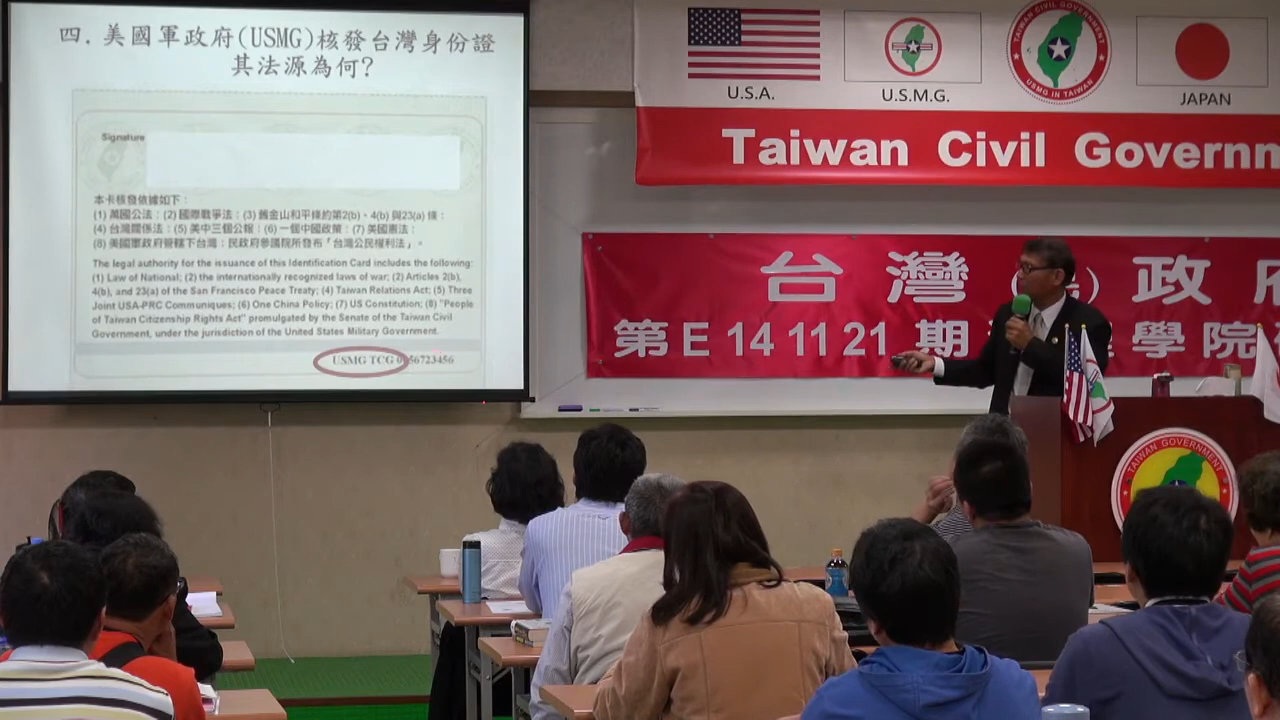 四. 美國軍政府(USMG)核發台灣身份證
其法源為何?
Signature
本卡核發依據如下：
(1) 萬國公法；(2) 國際戰爭法；(3) 舊金山和平條約第2(b)、4(b) 與23(a) 條；
(4) 台灣關係法；(5) 美中三個公報；(6) 一個中國政策；(7) 美國憲法；
(8) 美國軍政府管轄下台灣：民政府參議院所發布「台灣公民權利法」。
The legal authority for the issuance of this Identification Card includes the following:
(1) Law of National; (2) the internationally recognized laws of war; (2) Articles 2(b),
4(b), and 23(a) of the San Francisco Peace Treaty; (4) Taiwan Relations Act; (5) Three
Joint USA-PRC Communiques; (6) One China Policy; (7) US Constitution; (8) "People
of Taiwan Citizenship Rights Act" promulgated by the Senate of the Taiwan Civil
Government, under the jurisdiction of the United States Military Government.
USMG TCG 0156723456
U.S.A.
U.S.M.G.
TAIWAN CIVIL GOVERNMENT
USMG IN TAIWAN
JAPAN
Taiwan Civil Governm
台灣(民)政府
第E 14 11 21 期
學院
TAIWAN GOVERNMENT